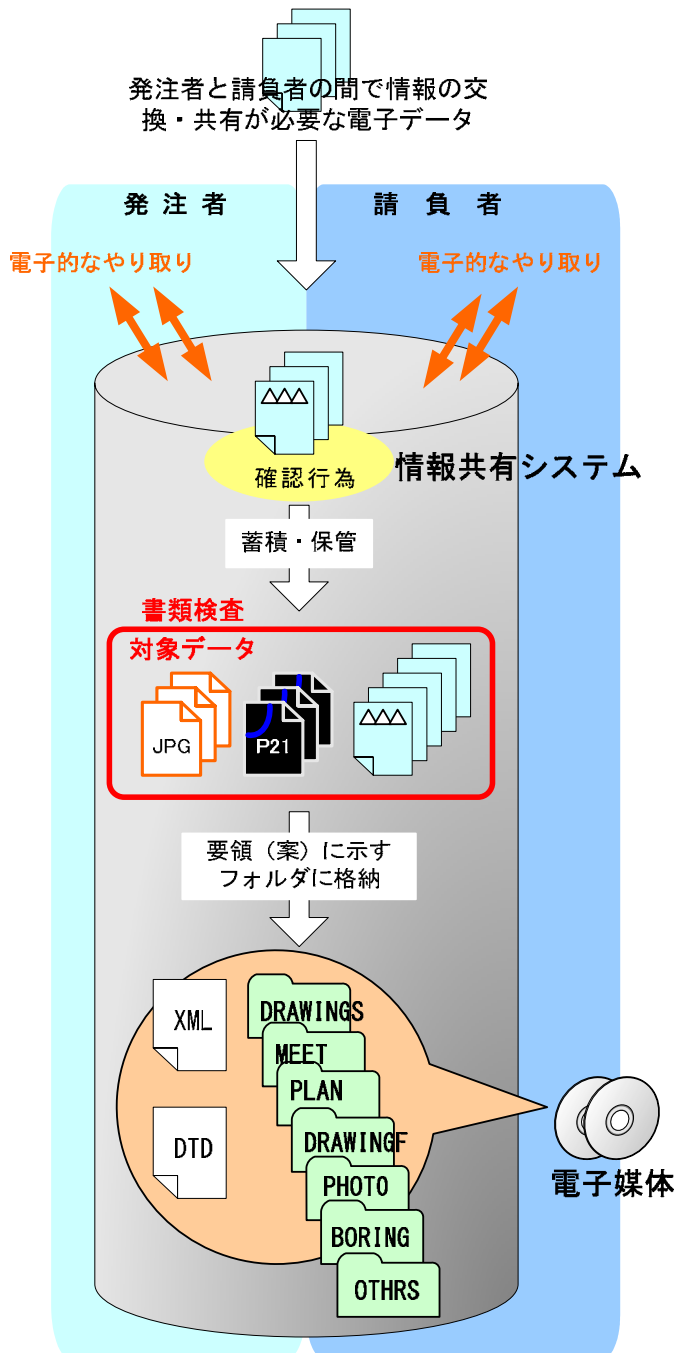 発注者と請負者の間で情報の交
換・共有が必要な電子データ
発 注 者
請 負 者
電子的なやり取り
電子的なやり取り
△△△
確認行為
情報共有システム
蓄積・保管
書類検査
対象データ
JPG
P21
△△△
要領（案）に示す
フォルダに格納
XML
DTD
DRAWINGS
MEET
PLAN
DRAWINGF
PHOTO
BORING
OTHRS
電子媒体